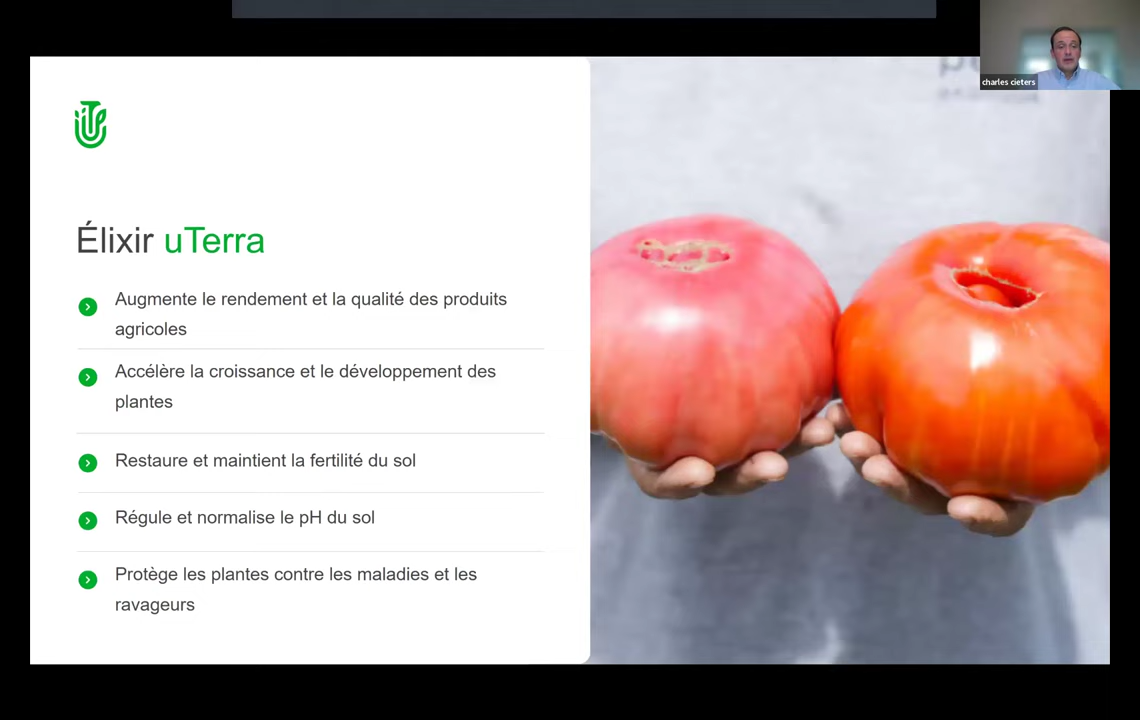 charles cieters
Élixir uTerra
Augmente le rendement et la qualité des produits
agricoles
Accélère la croissance et le développement des
plantes
Restaure et maintient la fertilité du sol
Régule et normalise le pH du sol
Protège les plantes contre les maladies et les
ravageurs